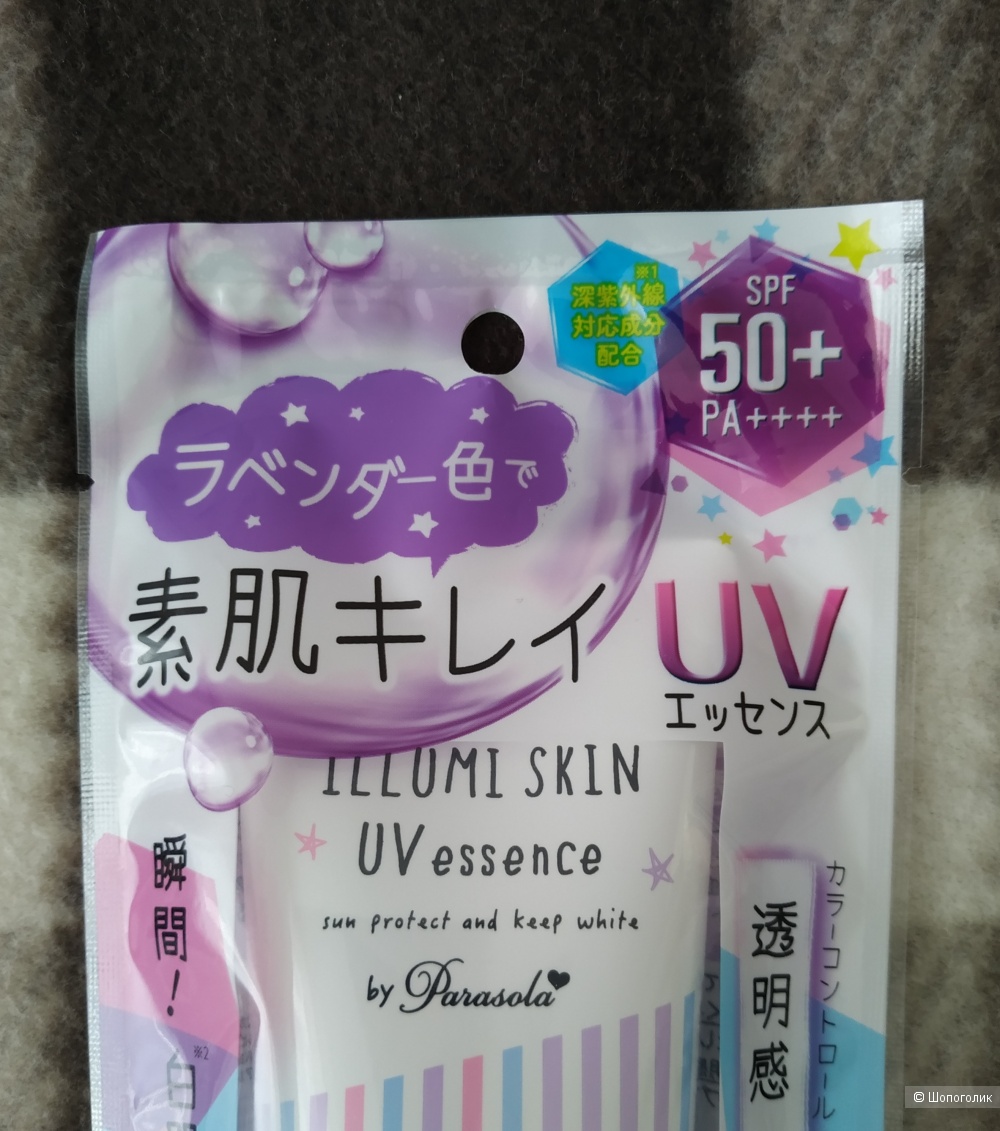 ※1
深紫外線
対応成分
配合
SPF
50+
PA++++
ラベンダー色で
素肌キレイ
UV
エッセンス
ILLUMI SKIN
UV essence
sun protect and keep white
by Parasola
瞬間!
※2
カラーコントロール
透明感
© Шопоголик